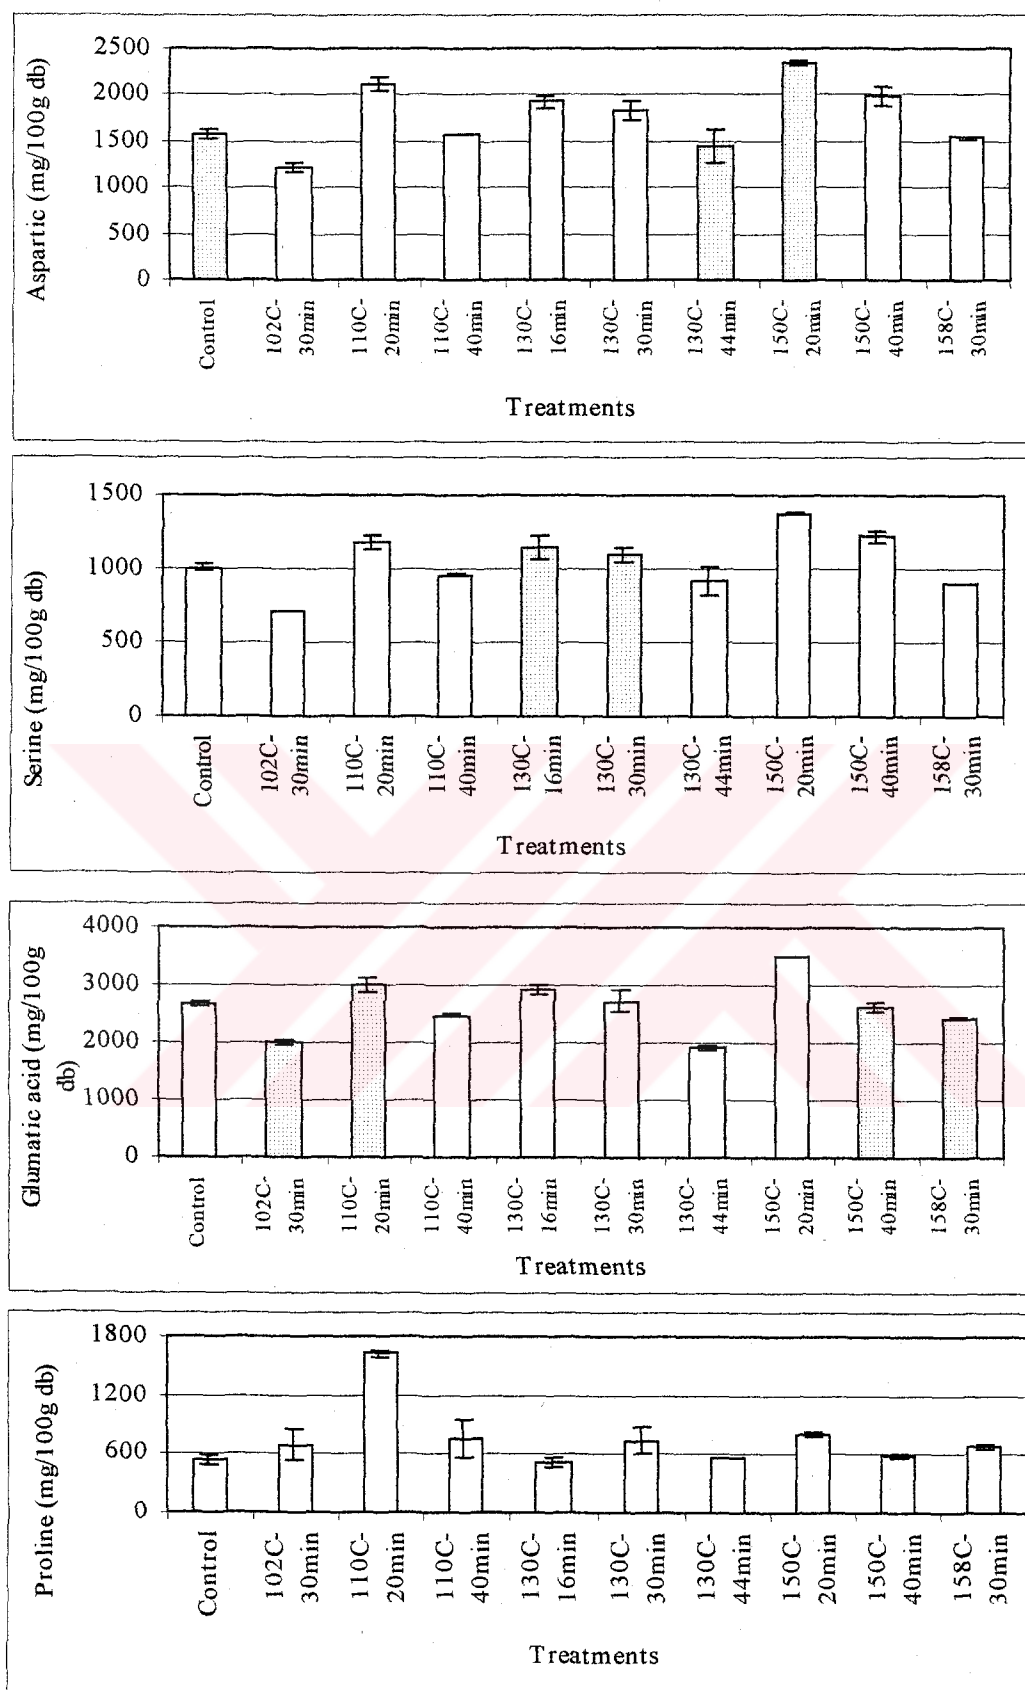 Aspartic (mg/100g db)
2500
2000
1500
1000
500
0
Control
102C-
30min
110C-
20min
110C-
40min
130C-
16min
130C-
30min
130C-
44min
150C-
20min
150C-
40min
158C-
30min
Treatments
Serine (mg/100g db)
1500
1000
500
0
Control
102C-
30min
110C-
20min
110C-
40min
130C-
16min
130C-
30min
130C-
44min
150C-
20min
150C-
40min
158C-
30min
Treatments
Glumatic acid (mg/100g
db)
4000
3000
2000
1000
0
Control
102C-
30min
110C-
20min
110C-
40min
130C-
16min
130C-
30min
130C-
44min
150C-
20min
150C-
40min
158C-
30min
Treatments
Proline (mg/100g db)
1800
1200
600
0
Control
102C-
30min
110C-
20min
110C-
40min
130C-
16min
130C-
30min
130C-
44min
150C-
20min
150C-
40min
158C-
30min
Treatments